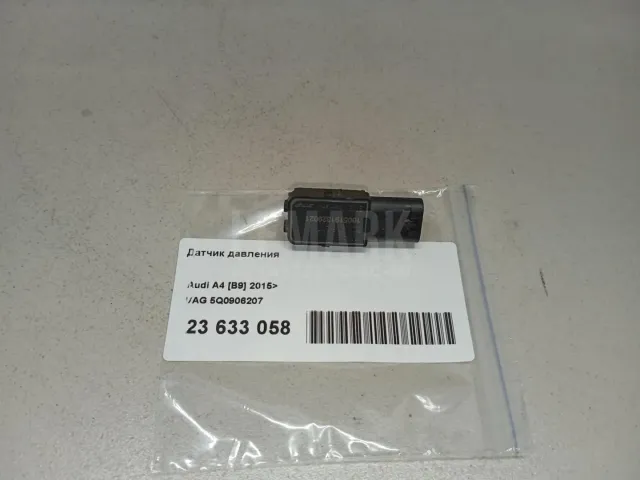 Датчик давления
Audi A4 [B9] 2015>
VAG 5Q0906207
23 633 058